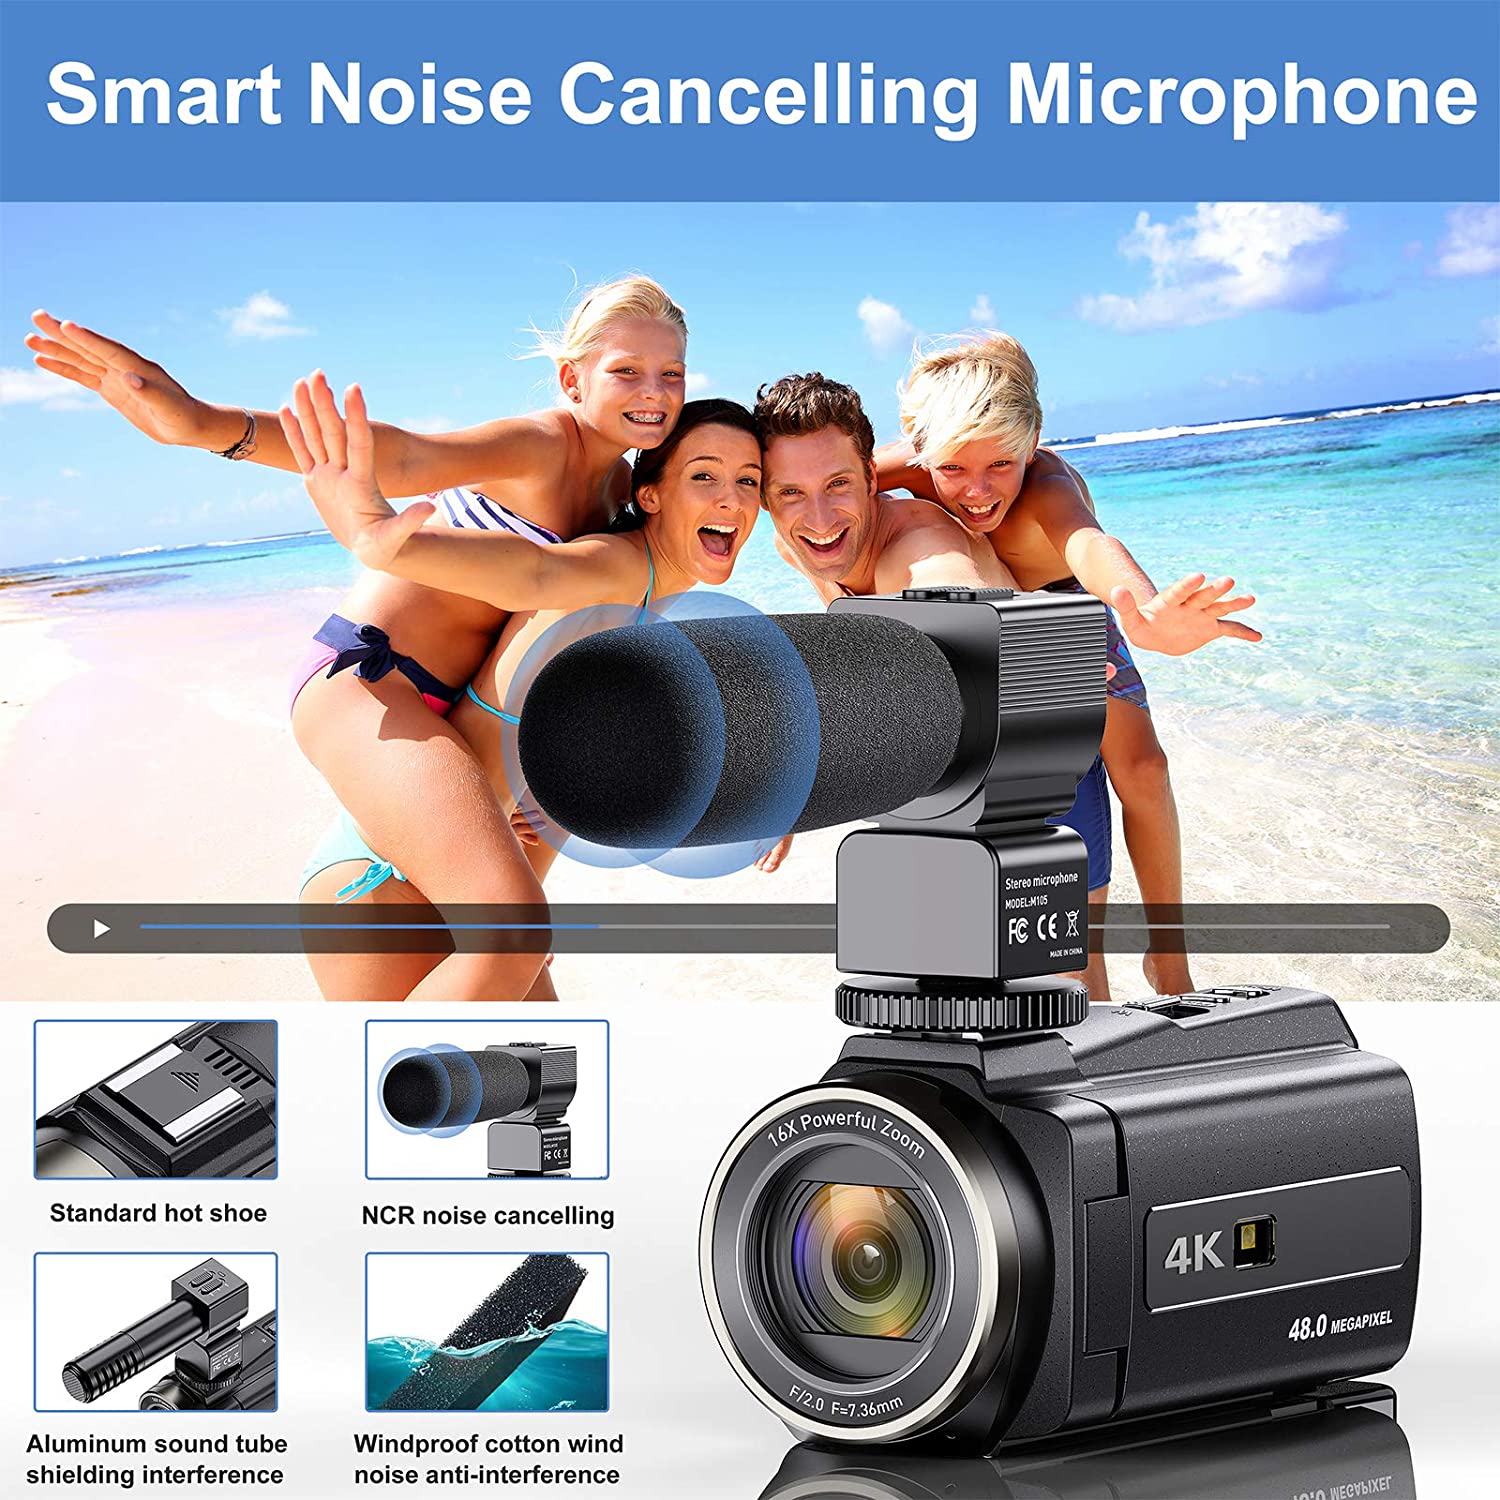 Smart Noise Cancelling Microphone
Stereo microphone
MODEL:M105
FC CE
MADE IN CHINA
Standard hot shoe
NCR noise cancelling
Aluminum sound tube
shielding interference
Windproof cotton wind
noise anti-interference
16X Powerful Zoom
F/2.0 F=7.36mm
4K
48.0 MEGAPIXEL